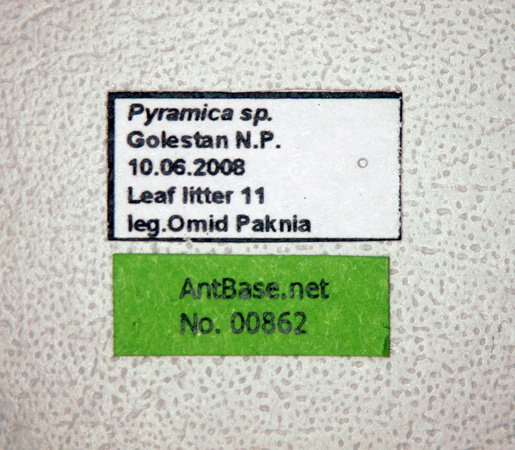 Pyramica sp.
Golestan N.P.
10.06.2008
Leaf litter 11
leg.Omid Paknia
AntBase.net
No. 00862